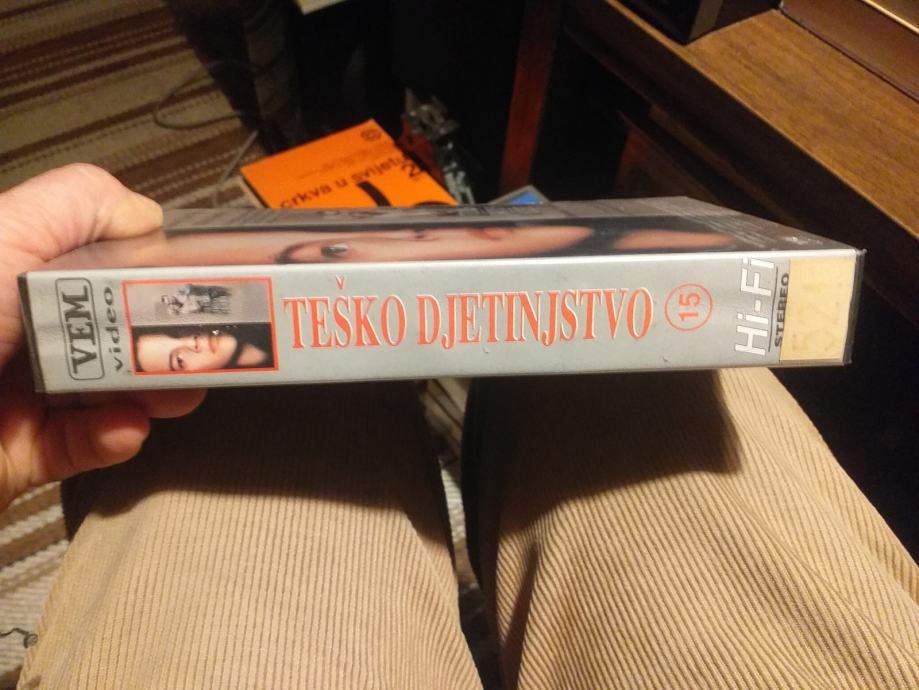 crkva u svijetu
VEM
video
TEŠKO DJETINJSTVO
15
Hi-Fi
STEREO